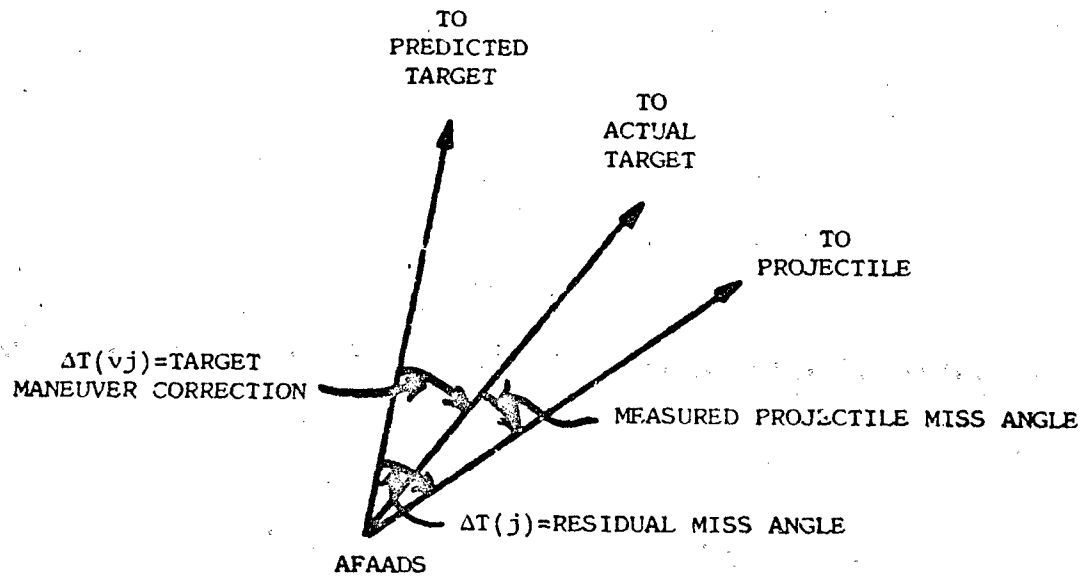 TO
PREDICTED
TARGET
TO
ACTUAL
TARGET
TO
PROJECTILE
ΔT(vj)=TARGET
MANEUVER CORRECTION
MEASURED PROJECTILE MISS ANGLE
ΔT(j)=RESIDUAL MISS ANGLE
AFAADS